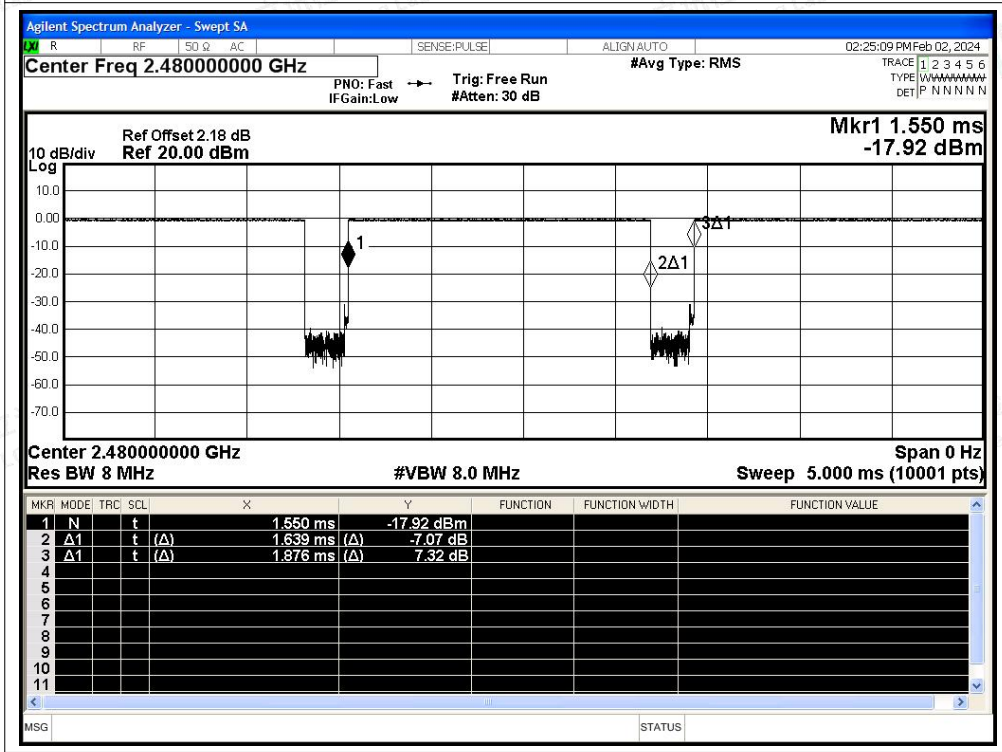 Agilent Spectrum Analyzer - Swept SA
LXI R RF 50 Ω AC SENSE:PULSE ALIGN AUTO 02:25:09 PM Feb 02, 2024
Center Freq 2.480000000 GHz #Avg Type: RMS TRACE 1 2 3 4 5 6
PNO: Fast Trig: Free Run TYPE W
IFGain:Low #Atten: 30 dB DET P N N N N N
Mkr1 1.550 ms
-17.92 dBm
Ref Offset 2.18 dB
10 dB/div Ref 20.00 dBm
Log
10.0
0.00
-10.0
-20.0
-30.0
-40.0
-50.0
-60.0
-70.0
1
2Δ1
3Δ1
Center 2.480000000 GHz Span 0 Hz
Res BW 8 MHz #VBW 8.0 MHz Sweep 5.000 ms (10001 pts)
MKR MODE TRC SCL X Y FUNCTION FUNCTION WIDTH FUNCTION VALUE
1 N t 1.550 ms -17.92 dBm
2 Δ1 t (Δ) 1.639 ms (Δ) -7.07 dB
3 Δ1 t (Δ) 1.876 ms (Δ) 7.32 dB
4
5
6
7
8
9
10
11
MSG STATUS